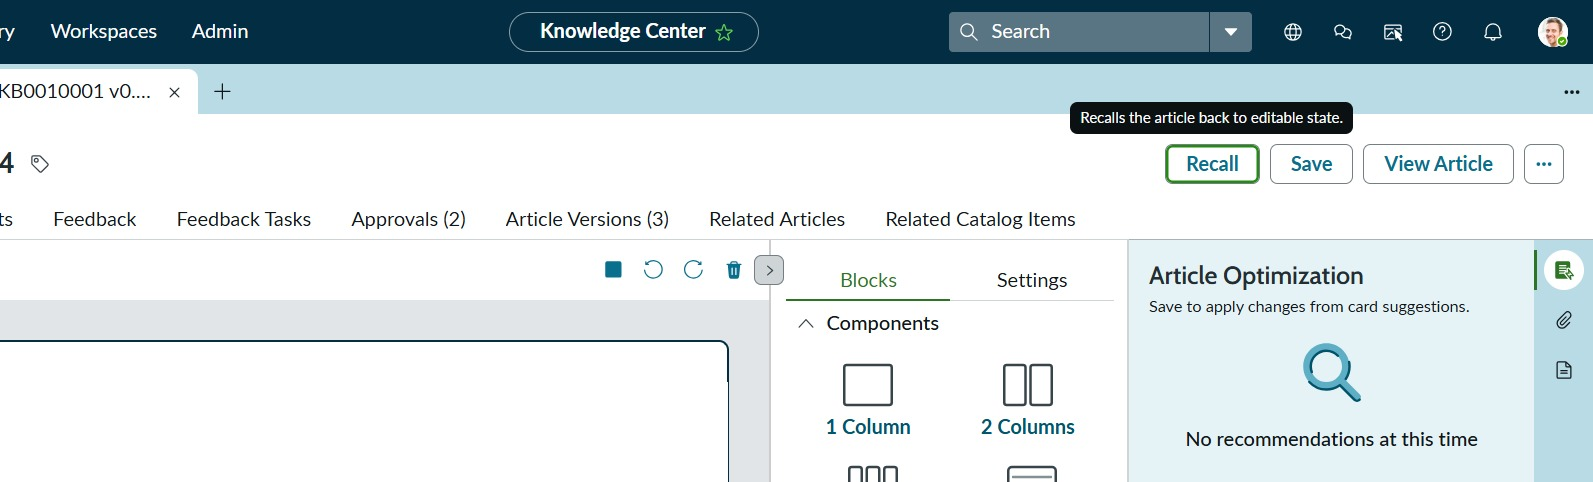 ry Workspaces Admin Knowledge Center Search
KB0010001 v0....
Recalls the article back to editable state.
4 Recall Save View Article
ts Feedback Feedback Tasks Approvals (2) Article Versions (3) Related Articles Related Catalog Items
Blocks Settings
Components
1 Column 2 Columns
Article Optimization
Save to apply changes from card suggestions.
No recommendations at this time